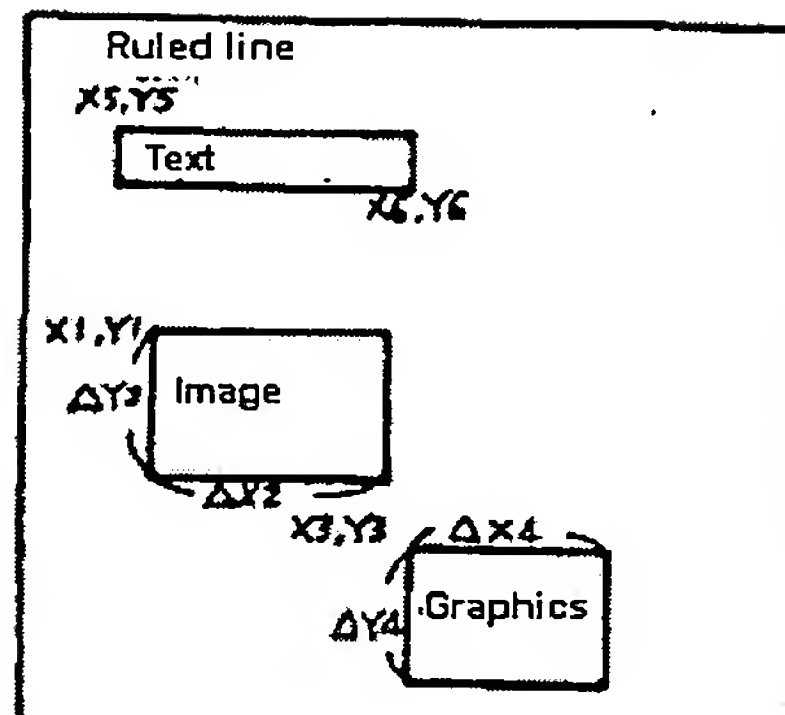 Ruled line
X5,Y5
Text
X6,Y6
X1,Y1
ΔY2
Image
ΔX2
X3,Y3
ΔX4
ΔY4
Graphics